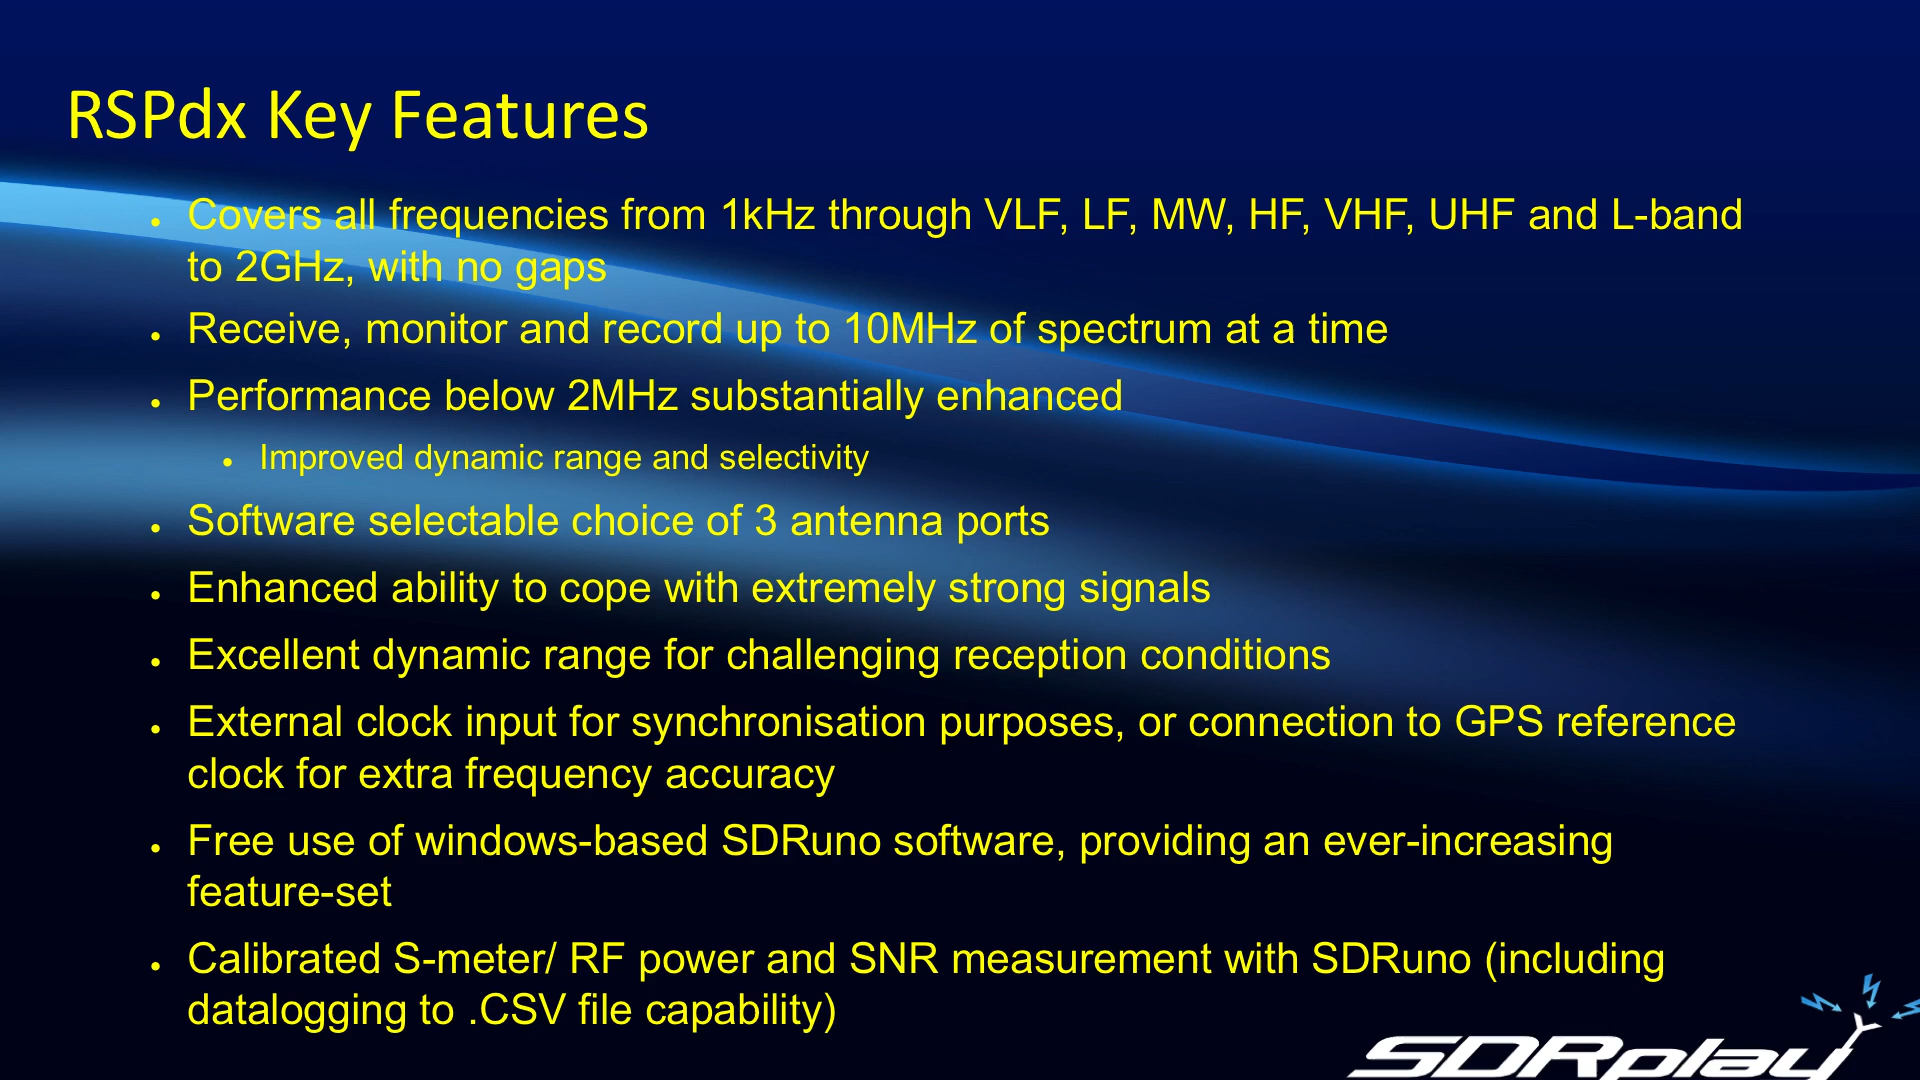 RSPdx Key Features
• Covers all frequencies from 1kHz through VLF, LF, MW, HF, VHF, UHF and L-band
to 2GHz, with no gaps
• Receive, monitor and record up to 10MHz of spectrum at a time
• Performance below 2MHz substantially enhanced
• Improved dynamic range and selectivity
• Software selectable choice of 3 antenna ports
• Enhanced ability to cope with extremely strong signals
• Excellent dynamic range for challenging reception conditions
• External clock input for synchronisation purposes, or connection to GPS reference
clock for extra frequency accuracy
• Free use of windows-based SDRuno software, providing an ever-increasing
feature-set
• Calibrated S-meter/ RF power and SNR measurement with SDRuno (including
datalogging to .CSV file capability)
SDRplay